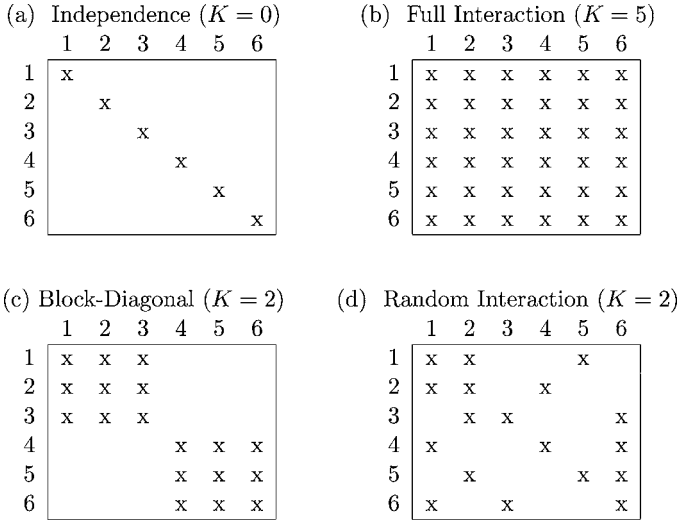 (a) Independence (K = 0)
1 2 3 4 5 6
1 x
2 x
3 x
4 x
5 x
6 x
(b) Full Interaction (K = 5)
1 2 3 4 5 6
1 x x x x x x
2 x x x x x x
3 x x x x x x
4 x x x x x x
5 x x x x x x
6 x x x x x x
(c) Block-Diagonal (K = 2)
1 2 3 4 5 6
1 x x x
2 x x x
3 x x x
4 x x x
5 x x x
6 x x x
(d) Random Interaction (K = 2)
1 2 3 4 5 6
1 x x x
2 x x x
3 x x x
4 x x x
5 x x x
6 x x x